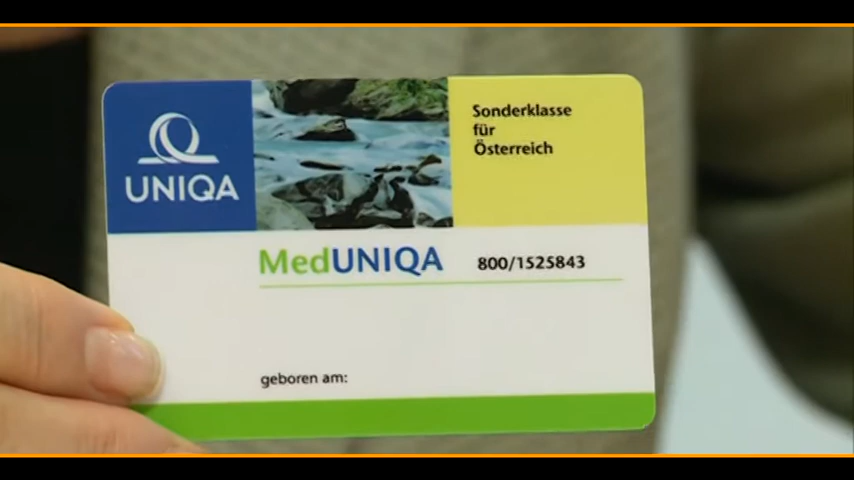 UNIQA
Sonderklasse
für
Österreich
MedUNIQA
800/1525843
geboren am: